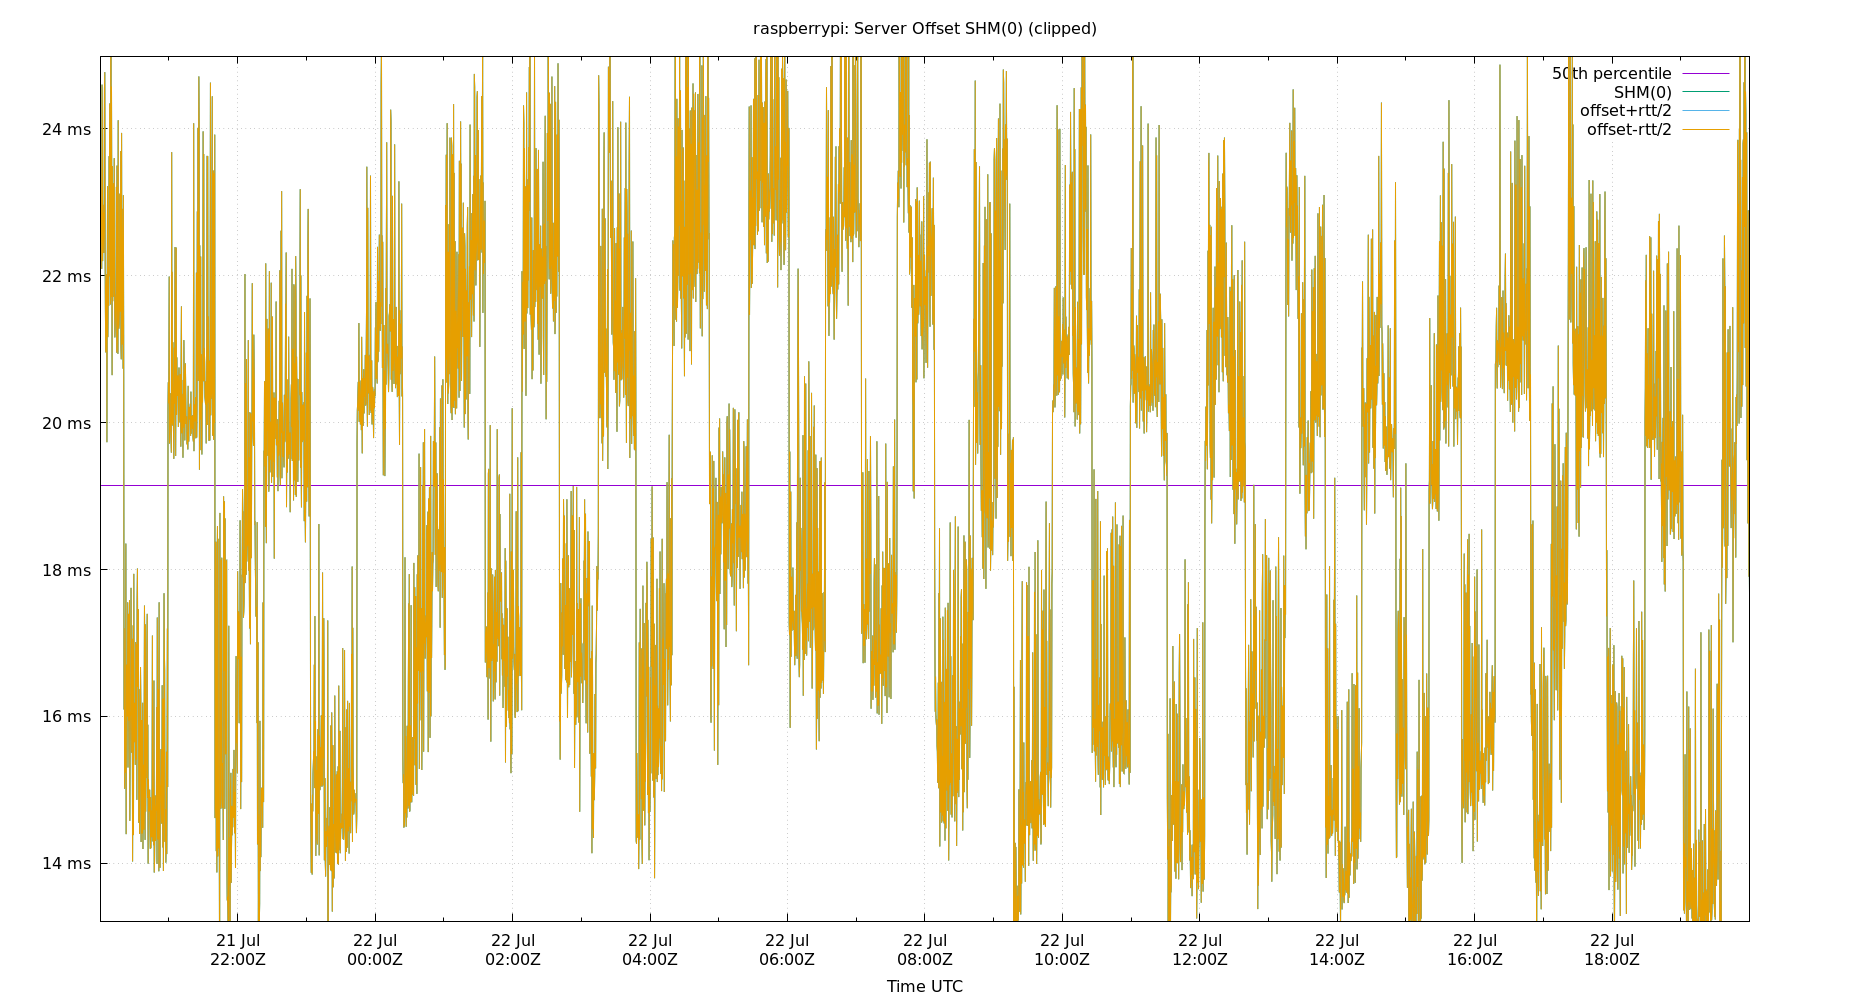 raspberrypi: Server Offset SHM(0) (clipped)
50th percentile
SHM(0)
offset+rtt/2
offset-rtt/2
24 ms
22 ms
20 ms
18 ms
16 ms
14 ms
21 Jul 22 Jul 22 Jul 22 Jul 22 Jul 22 Jul 22 Jul 22 Jul 22 Jul 22 Jul 22 Jul
22:00Z 00:00Z 02:00Z 04:00Z 06:00Z 08:00Z 10:00Z 12:00Z 14:00Z 16:00Z 18:00Z
Time UTC